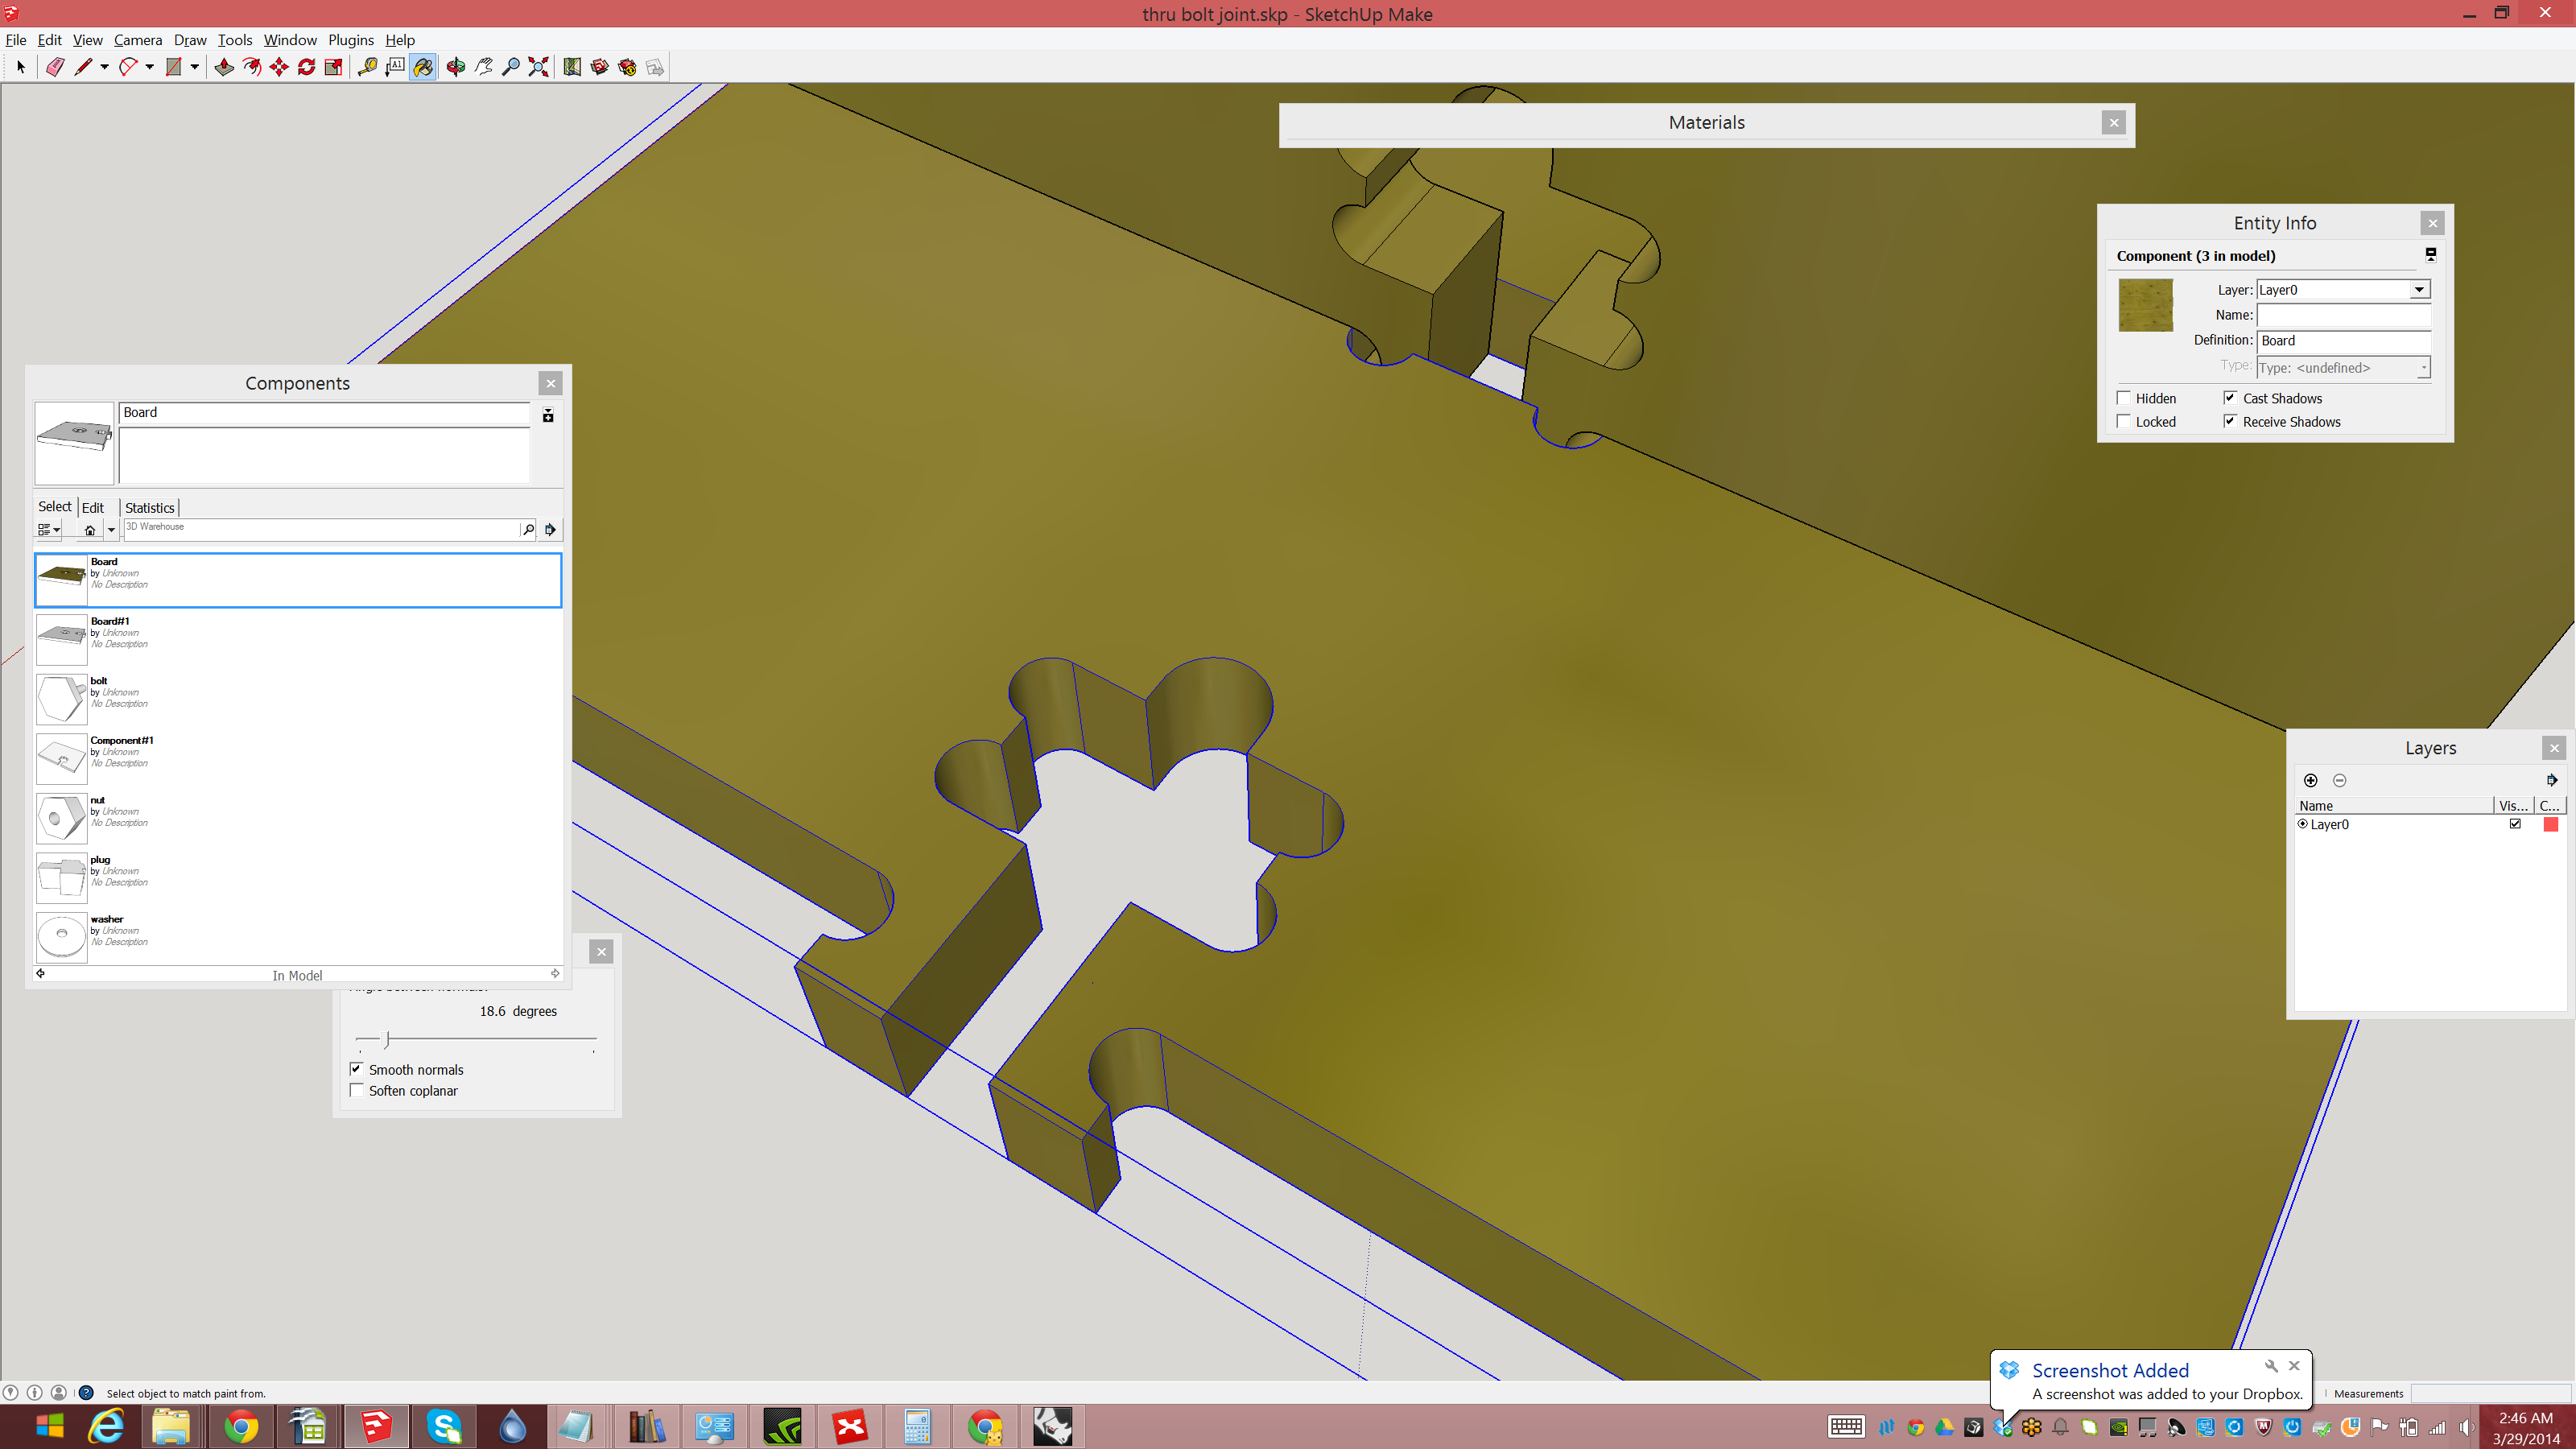 thru bolt joint.skp - SketchUp Make
File Edit View Camera Draw Tools Window Plugins Help
Materials
Entity Info
Component (3 in model)
Layer: Layer0
Name:
Definition: Board
Type: Type: <undefined>
Hidden Cast Shadows
Locked Receive Shadows
Components
Board
Select Edit Statistics
3D Warehouse
Board
by Unknown
No Description
Board#1
by Unknown
No Description
bolt
by Unknown
No Description
Component#1
by Unknown
No Description
nut
by Unknown
No Description
plug
by Unknown
No Description
washer
by Unknown
No Description
In Model
18.6 degrees
Smooth normals
Soften coplanar
Layers
Name Vis... C...
Layer0
Screenshot Added
A screenshot was added to your Dropbox.
Select object to match paint from.
Measurements
2:46 AM
3/29/2014